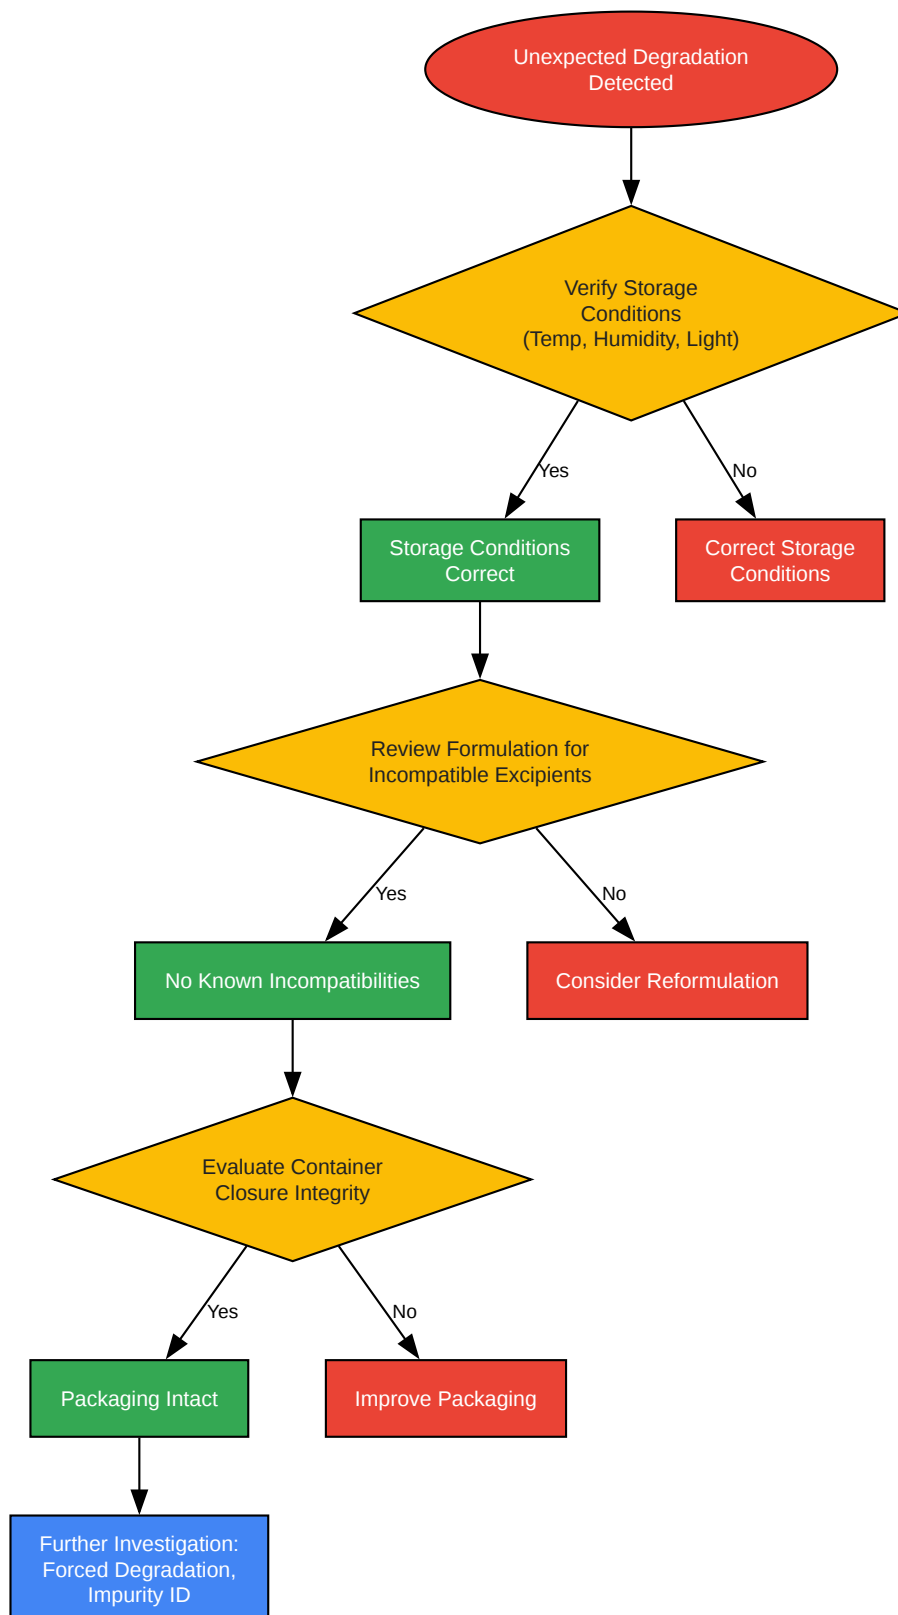 Unexpected Degradation
Detected
Verify Storage
Conditions
(Temp, Humidity, Light)
Yes
No
Storage Conditions
Correct
Correct Storage
Conditions
Review Formulation for
Incompatible Excipients
Yes
No
No Known Incompatibilities
Consider Reformulation
Evaluate Container
Closure Integrity
Yes
No
Packaging Intact
Improve Packaging
Further Investigation:
Forced Degradation,
Impurity ID